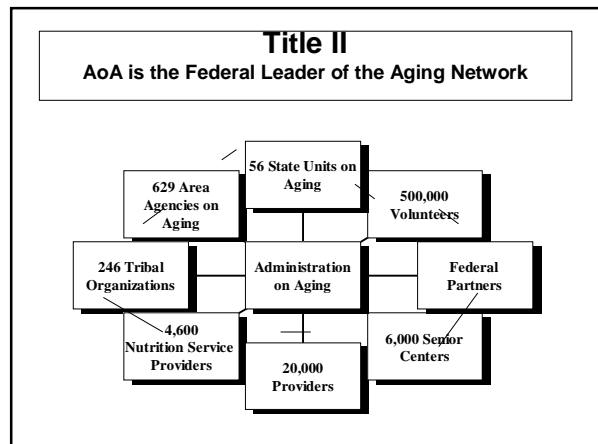 Title II
AoA is the Federal Leader of the Aging Network
56 State Units on
Aging
629 Area
Agencies on
Aging
500,000
Volunteers
246 Tribal
Organizations
Administration
on Aging
Federal
Partners
4,600
Nutrition Service
Providers
20,000
Providers
6,000 Senior
Centers